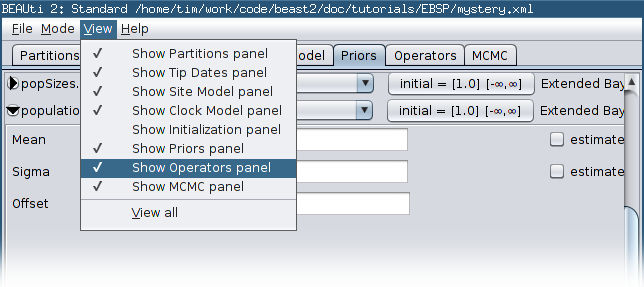 BEAUti 2: Standard /home/tim/work/code/beast2/doc/tutorials/EBSP/mystery.xml
File Mode View Help
Partitions odel Priors Operators MCMC
✓ Show Partitions panel
✓ Show Tip Dates panel
✓ Show Site Model panel
✓ Show Clock Model panel
Show Initialization panel
✓ Show Priors panel
✓ Show Operators panel
✓ Show MCMC panel
View all
popSizes. initial = [1.0] [-∞,∞] Extended Bay
population initial = [1.0] [-∞,∞] Extended Bay
Mean estimate
Sigma estimate
Offset